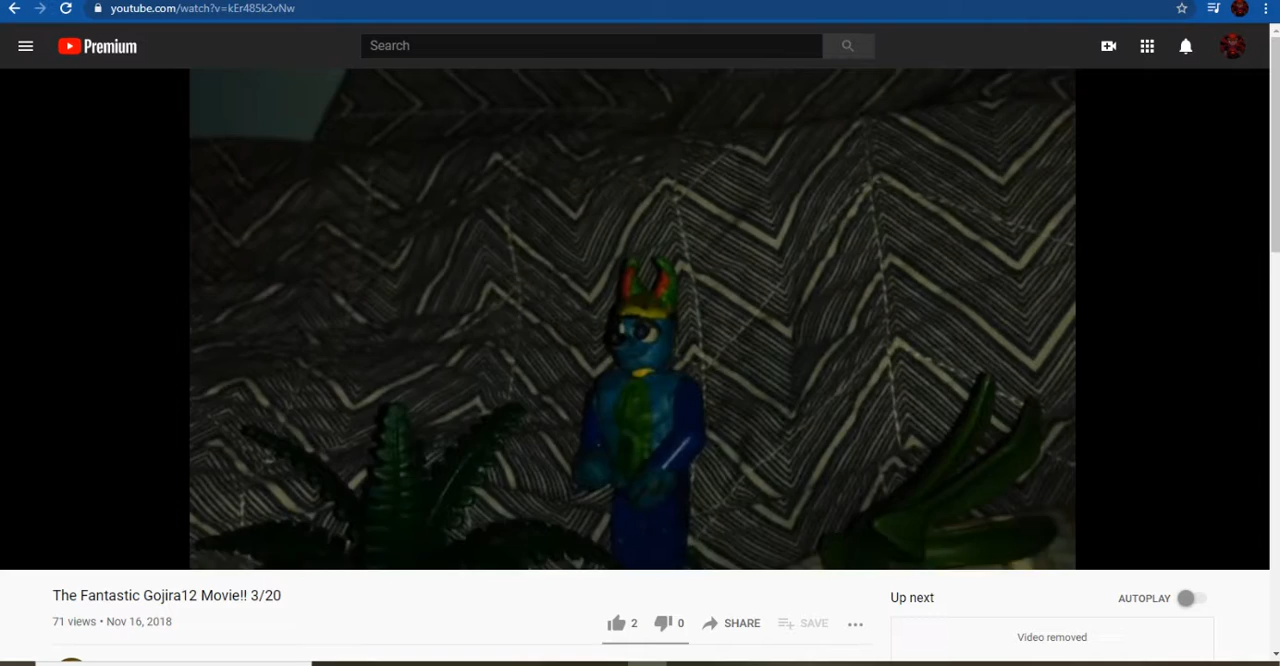 youtube.com/watch?v=kEr485k2vNw
Premium
Search
The Fantastic Gojira12 Movie!! 3/20
71 views • Nov 16, 2018
2
0
SHARE
SAVE
Up next
AUTOPLAY
Video removed